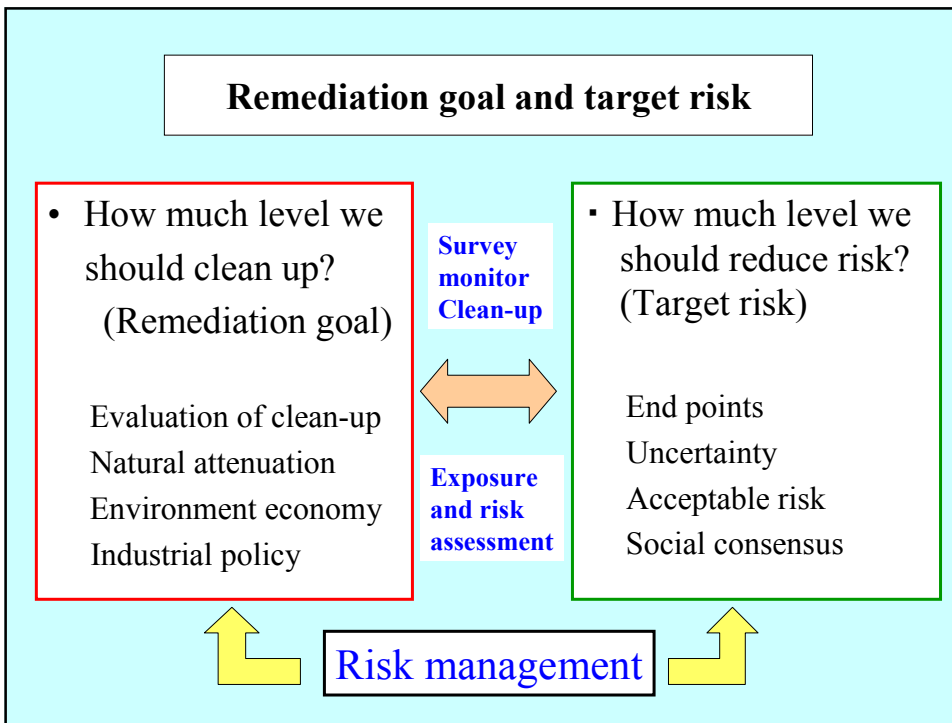 Remediation goal and target risk
• How much level we
should clean up?
(Remediation goal)
Evaluation of clean-up
Natural attenuation
Environment economy
Industrial policy
Survey
monitor
Clean-up
Exposure
and risk
assessment
▪ How much level we
should reduce risk?
(Target risk)
End points
Uncertainty
Acceptable risk
Social consensus
Risk management